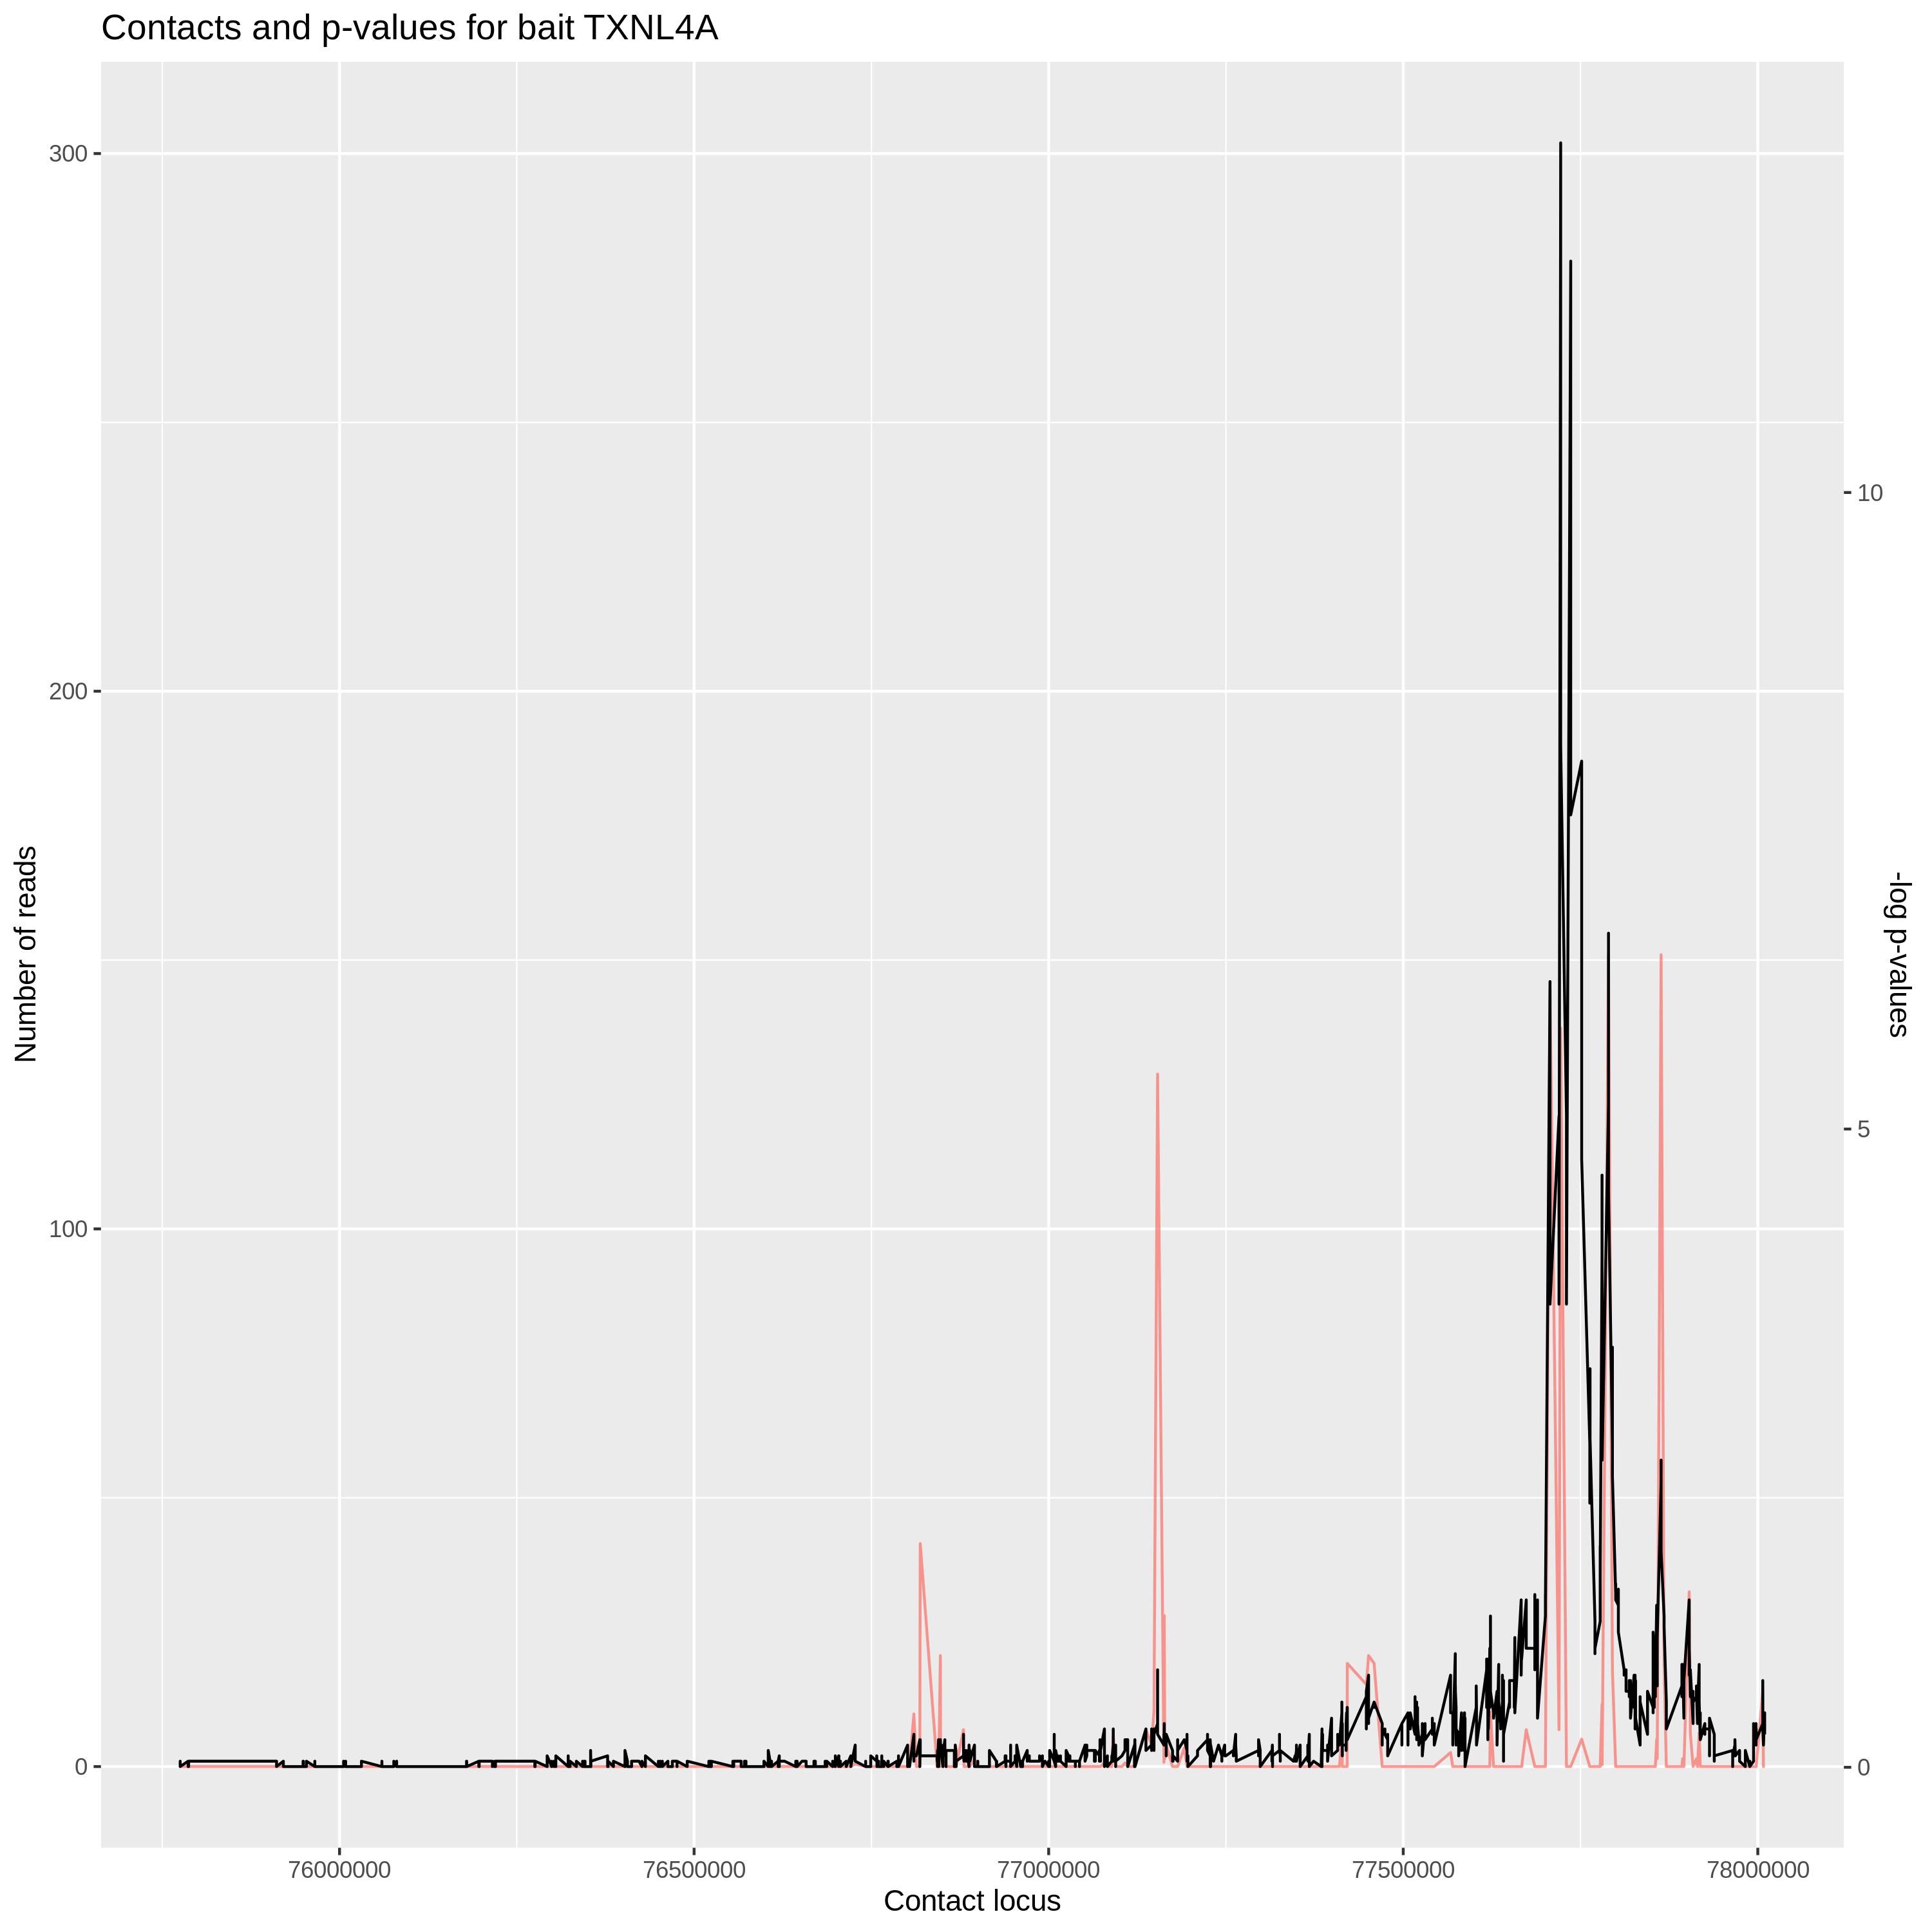 Contacts and p-values for bait TXNL4A
300
200
100
0
Number of reads
10
5
0
-log p-values
76000000 76500000 77000000 77500000 78000000
Contact locus